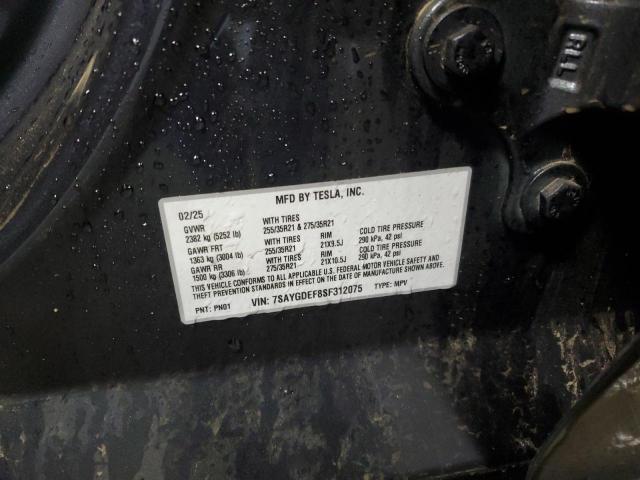 RLL
MFD BY TESLA, INC.
02/25
GVWR WITH TIRES
2382 kg (5252 lb) 255/35R21 & 275/35R21
GAWR FRT WITH TIRES RIM COLD TIRE PRESSURE
1363 kg (3004 lb) 255/35R21 21X9.5J 290 kPa, 42 psi
GAWR RR WITH TIRES RIM COLD TIRE PRESSURE
1500 kg (3306 lb) 275/35R21 21X10.5J 290 kPa, 42 psi
THIS VEHICLE CONFORMS TO ALL APPLICABLE U.S. FEDERAL MOTOR VEHICLE SAFETY AND
THEFT PREVENTION STANDARDS IN EFFECT ON THE DATE OF MANUFACTURE SHOWN ABOVE.
PNT: PN01 VIN: 7SAYGDEF8SF312075 TYPE: MPV